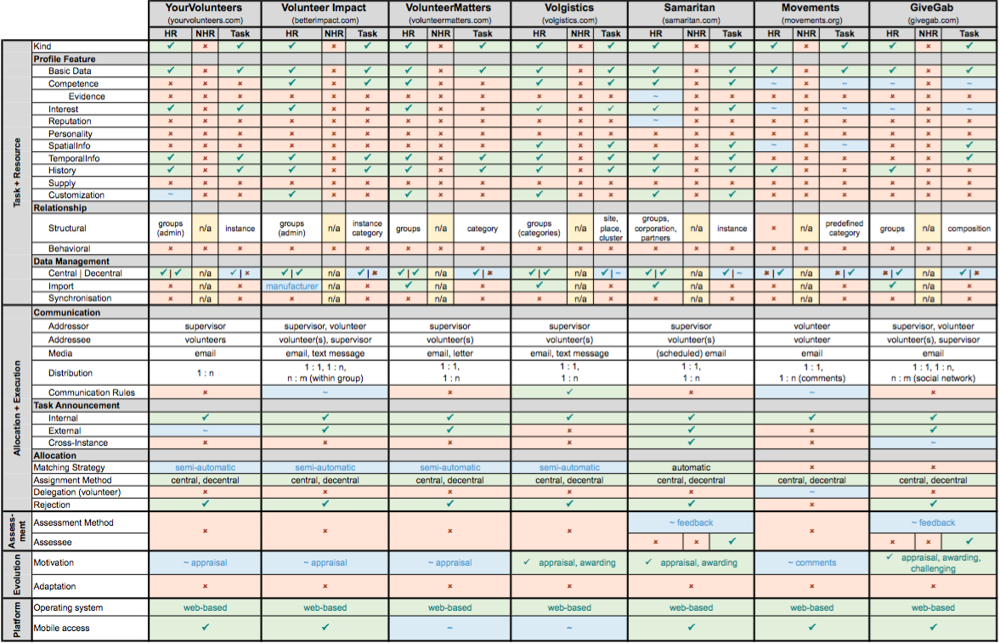 YourVolunteers Volunteer Impact VolunteerMatters Volgistics Samaritan Movements GiveGab
(yourvolunteers.com) (betterimpact.com) (volunteermatters.com) (volgistics.com) (samaritan.com) (movements.org) (givegab.com)
HR NHR Task HR NHR Task HR NHR Task HR NHR Task HR NHR Task HR NHR Task HR NHR Task
Task + Resource
Kind ✔ ✖ ✔ ✔ ✖ ✔ ✔ ✖ ✔ ✔ ✖ ✔ ✔ ✖ ✔ ✔ ✖ ✔ ✔ ✖ ✔
Profile Feature
Basic Data ✔ ✖ ✔ ✔ ✖ ✔ ✔ ✖ ✔ ✔ ✖ ✔ ✔ ✖ ✔ ✔ ✖ ✔ ✔ ✖ ✔
Competence ✖ ✖ ✖ ✔ ✖ ✔ ✔ ✖ ✖ ✔ ✖ ✔ ✔ ✖ ✔ ~ ✖ ~ ~ ✖ ~
Evidence ✖ ✖ ✖ ✖ ✖ ✖ ✖ ✖ ✖ ✖ ✖ ✖ ~ ✖ ✖ ✖ ✖ ✖ ✖ ✖ ✖
Interest ✔ ✖ ✔ ✔ ✖ ✖ ✔ ✖ ✖ ✓ ✖ ✓ ✓ ✖ ✔ ~ ✖ ~ ~ ✖ ~
Reputation ✖ ✖ ✖ ✖ ✖ ✖ ✖ ✖ ✖ ✖ ✖ ✖ ~ ✖ ✖ ✖ ✖ ✖ ✖ ✖ ✖
Personality ✖ ✖ ✖ ✖ ✖ ✖ ✖ ✖ ✖ ✖ ✖ ✖ ✖ ✖ ✖ ✖ ✖ ✖ ✖ ✖ ✖
SpatialInfo ✖ ✖ ✖ ✖ ✖ ✖ ✖ ✖ ✖ ✔ ✖ ✔ ✖ ✖ ✔ ~ ✖ ~ ✖ ✖ ✔
TemporalInfo ✔ ✖ ✔ ✔ ✖ ✔ ✔ ✖ ✔ ✔ ✖ ✔ ✔ ✖ ✔ ✖ ✖ ✖ ✖ ✖ ✔
History ✔ ✖ ✔ ✔ ✖ ✔ ✔ ✖ ✔ ✔ ✖ ✔ ✔ ✖ ✔ ✔ ✖ ✖ ✔ ✖ ✖
Supply ✖ ✖ ✖ ✖ ✖ ✖ ✖ ✖ ✖ ✖ ✖ ✖ ✖ ✖ ✖ ✖ ✖ ✖ ✖ ✖ ✖
Customization ~ ✖ ✖ ✔ ✖ ✖ ✔ ✖ ✖ ✔ ✖ ✖ ✔ ✖ ✔ ✖ ✖ ✖ ✖ ✖ ✖
Relationship
Structural groups (admin) n/a instance groups (admin) n/a instance category groups n/a category groups (categories) n/a site, place, cluster groups, corporation, partners n/a instance ✖ n/a predefined category groups n/a composition
Behavioral ✖ ✖ ✖ ✖ ✖ ✖ ✖ ✖ ✖ ✖ ✖ ✖ ✖ ✖ ✖ ✖ ✖ ✖ ✖ ✖ ✖
Data Management
Central | Decentral ✔|✔ n/a ✓|✖ ✔|✔ n/a ✔|✖ ✔|✔ n/a ✔|✖ ✔|✔ n/a ✔|~ ✔|✔ n/a ✔|~ ✖|✔ n/a ✖|✔ ✖|✔ n/a ✔|✖
Import ✖ n/a ✖ manufacturer n/a ✖ ✔ n/a ✖ ✔ n/a ✖ ✔ n/a ✖ ✖ n/a ✖ ✔ n/a ✖
Synchronisation ✖ n/a ✖ ✖ n/a ✖ ✖ n/a ✖ ✖ n/a ✖ ✖ n/a ✖ ✖ n/a ✖ ✖ n/a ✖
Allocation + Execution
Communication
Addressor supervisor supervisor, volunteer supervisor supervisor supervisor volunteer supervisor, volunteer
Addressee volunteers volunteer(s), supervisor volunteer(s) volunteer(s) volunteer(s) volunteer volunteer(s), supervisor
Media email email, text message email, letter email, text message (scheduled) email email email
Distribution 1 : n 1 : 1, 1 : n, n : m (within group) 1 : 1, 1 : n 1 : 1, 1 : n 1 : 1, 1 : n 1 : 1, 1 : n (comments) 1 : 1, 1 : n, n : m (social network)
Communication Rules ✖ ~ ✖ ✓ ✖ ~ ✖
Task Announcement
Internal ✔ ✔ ✔ ✔ ✔ ✔ ✔
External ~ ✔ ✔ ✖ ✔ ✖ ✔
Cross-Instance ✖ ✖ ✖ ✖ ✔ ✖ ~
Allocation
Matching Strategy semi-automatic semi-automatic semi-automatic semi-automatic automatic ✖ ✖
Assignment Method central, decentral central, decentral central, decentral central, decentral central, decentral central, decentral central, decentral
Delegation (volunteer) ✖ ✖ ✖ ✖ ✖ ~ ✖
Rejection ✔ ✔ ✔ ✔ ✔ ✖ ✔
Assess-
ment
Assessment Method ✖ ✖ ✖ ✖ ~ feedback ✖ ~ feedback
Assessee ✖ ✖ ✔ ✖ ✖ ✔
Evolution
Motivation ~ appraisal ~ appraisal ~ appraisal ✓ appraisal, awarding ✓ appraisal, awarding ~ comments ✓ appraisal, awarding, challenging
Adaptation ✖ ✖ ✖ ✖ ✖ ✖ ✖
Platform
Operating system web-based web-based web-based web-based web-based web-based web-based
Mobile access ✔ ✔ ~ ~ ✔ ✔ ✔